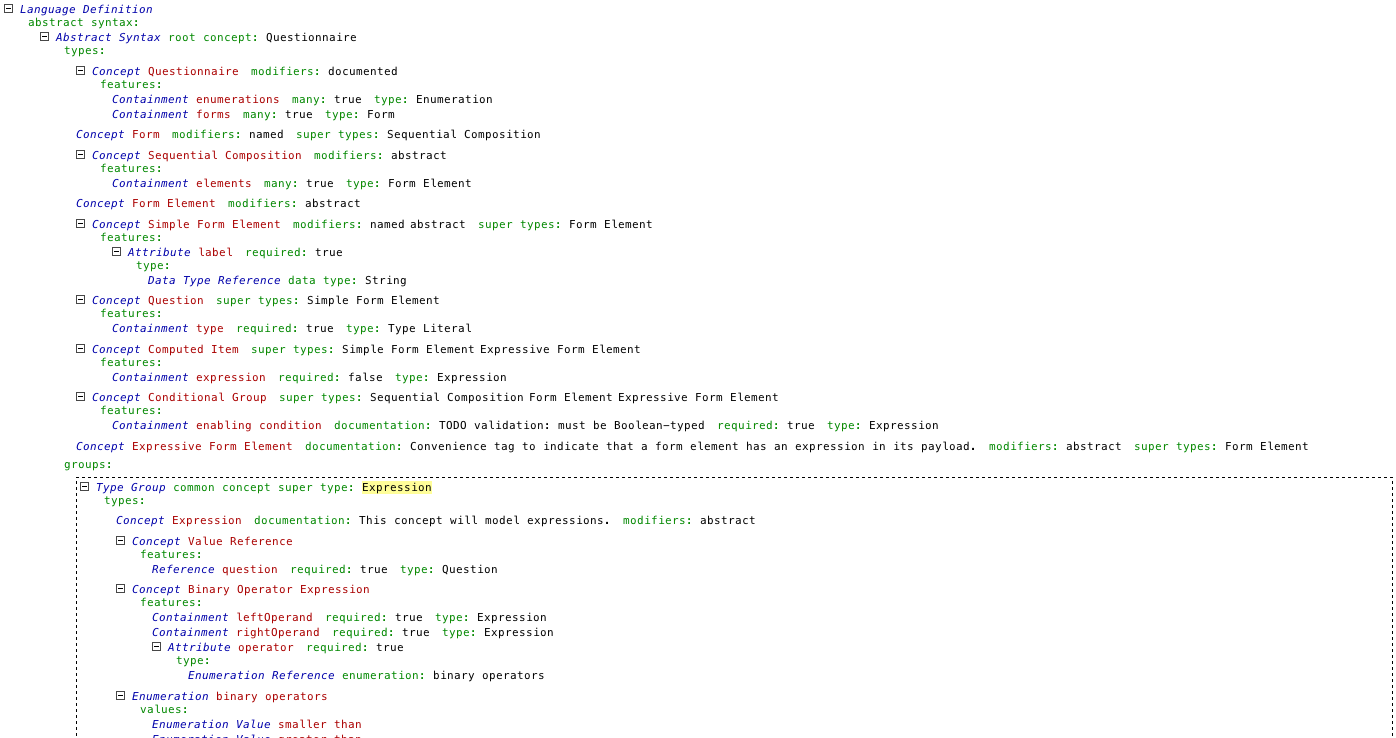 Language Definition
abstract syntax:
Abstract Syntax root concept: Questionnaire
types:
Concept Questionnaire modifiers: documented
features:
Containment enumerations many: true type: Enumeration
Containment forms many: true type: Form
Concept Form modifiers: named super types: Sequential Composition
Concept Sequential Composition modifiers: abstract
features:
Containment elements many: true type: Form Element
Concept Form Element modifiers: abstract
Concept Simple Form Element modifiers: named abstract super types: Form Element
features:
Attribute label required: true
type:
Data Type Reference data type: String
Concept Question super types: Simple Form Element
features:
Containment type required: true type: Type Literal
Concept Computed Item super types: Simple Form Element Expressive Form Element
features:
Containment expression required: false type: Expression
Concept Conditional Group super types: Sequential Composition Form Element Expressive Form Element
features:
Containment enabling condition documentation: TODO validation: must be Boolean-typed required: true type: Expression
Concept Expressive Form Element documentation: Convenience tag to indicate that a form element has an expression in its payload. modifiers: abstract super types: Form Element
groups:
Type Group common concept super type: Expression
types:
Concept Expression documentation: This concept will model expressions. modifiers: abstract
Concept Value Reference
features:
Reference question required: true type: Question
Concept Binary Operator Expression
features:
Containment leftOperand required: true type: Expression
Containment rightOperand required: true type: Expression
Attribute operator required: true
type:
Enumeration Reference enumeration: binary operators
Enumeration binary operators
values:
Enumeration Value smaller than
Enumeration Value greater than